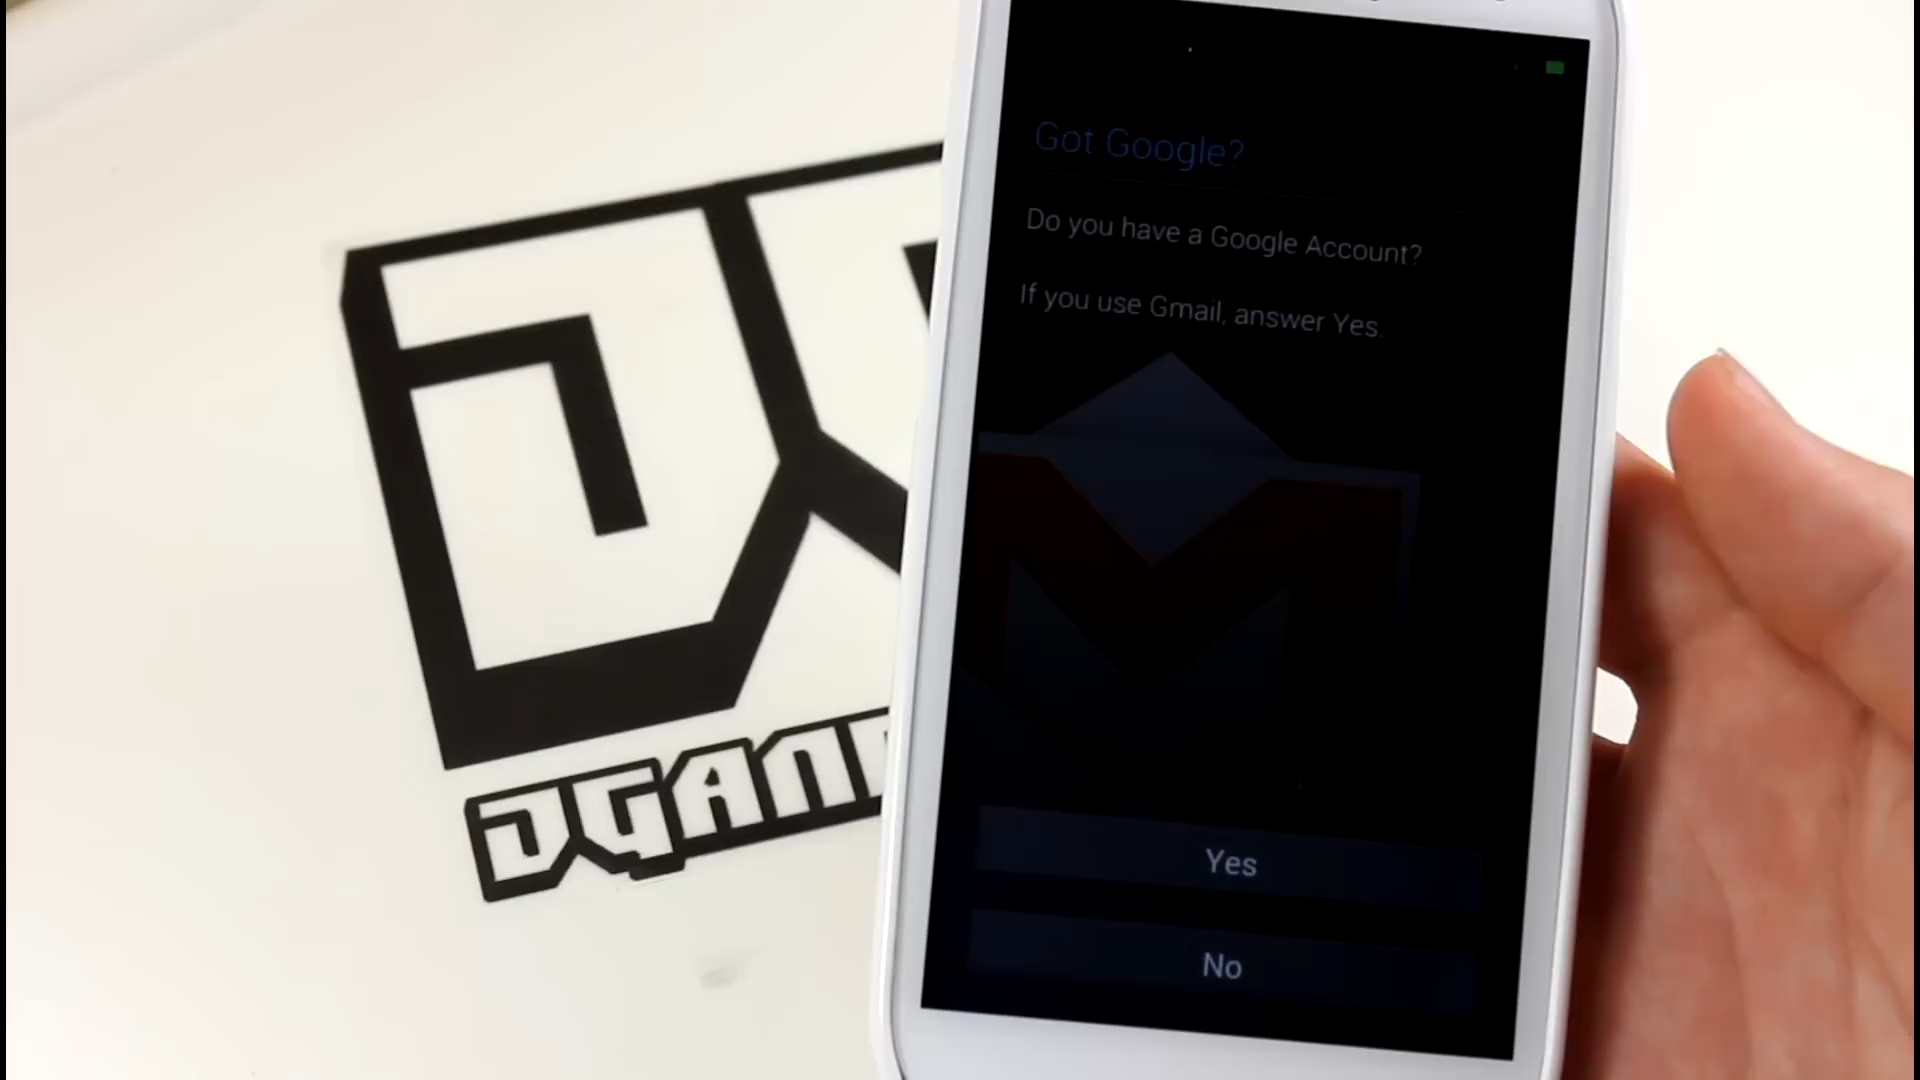 Got Google?
Do you have a Google Account?
If you use Gmail, answer Yes.
Yes
No